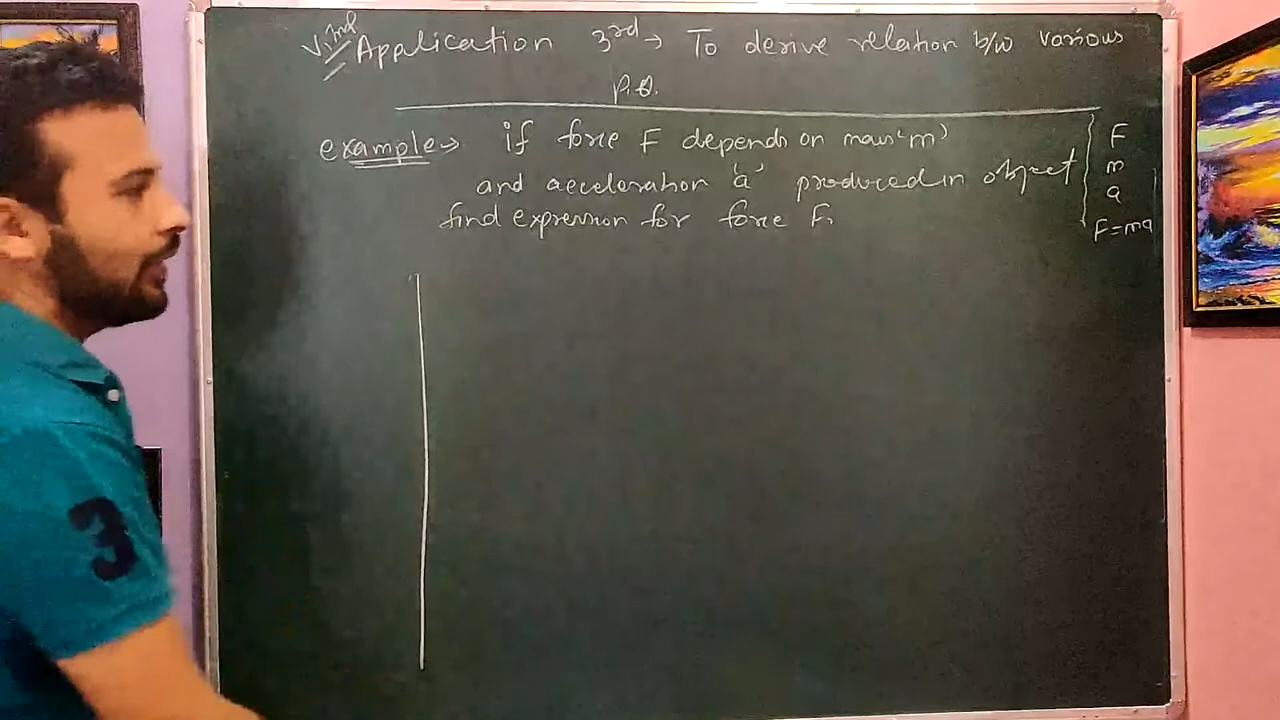 V.imp Application 3rd → To derive relation b/w various
P.Q.
example → if force F depends on mass 'm'
and acceleration 'a' produced in object
find expression for force F.
F
m
a
F=ma
3